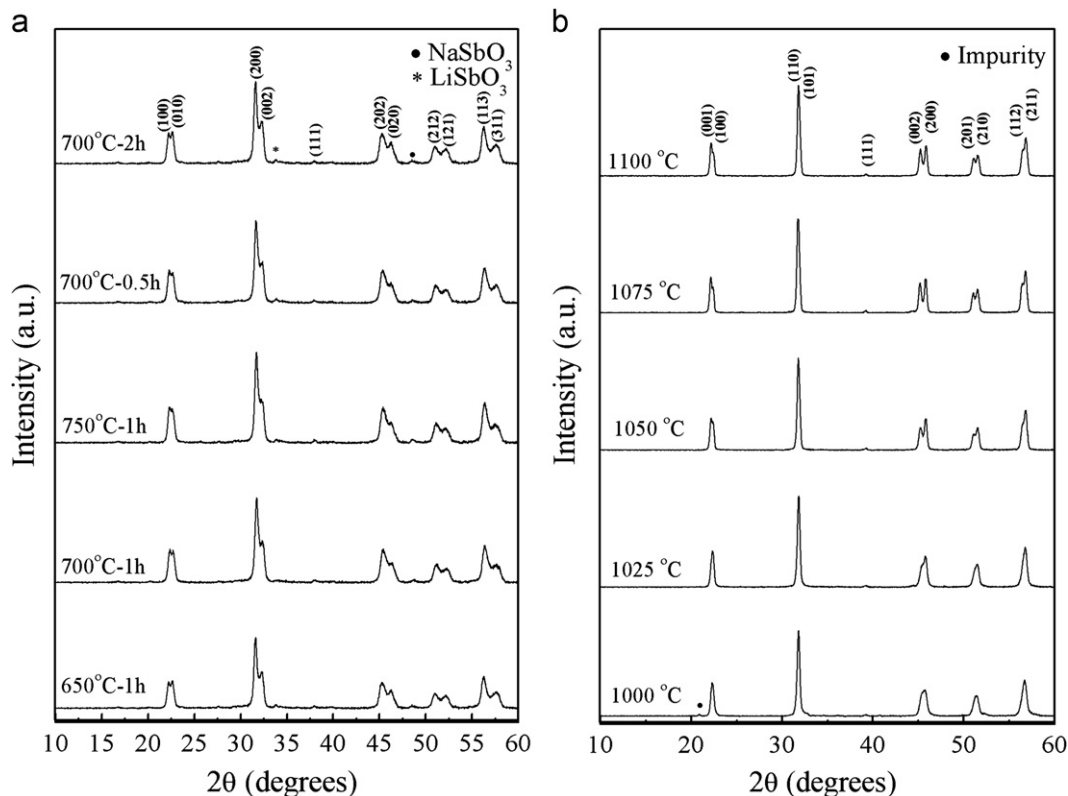 a
• NaSbO₃
* LiSbO₃
(100)
(010)
(200)
(002)
*
(111)
(202)
(020)
•
(212)
(121)
(113)
(311)
700°C-2h
700°C-0.5h
750°C-1h
700°C-1h
650°C-1h
Intensity (a.u.)
10 15 20 25 30 35 40 45 50 55 60
2θ (degrees)
b
• Impurity
(001)
(100)
(110)
(101)
(111)
(002)
(200)
(201)
(210)
(112)
(211)
1100 °C
1075 °C
1050 °C
1025 °C
1000 °C
•
Intensity (a.u.)
10 20 30 40 50 60
2θ (degrees)